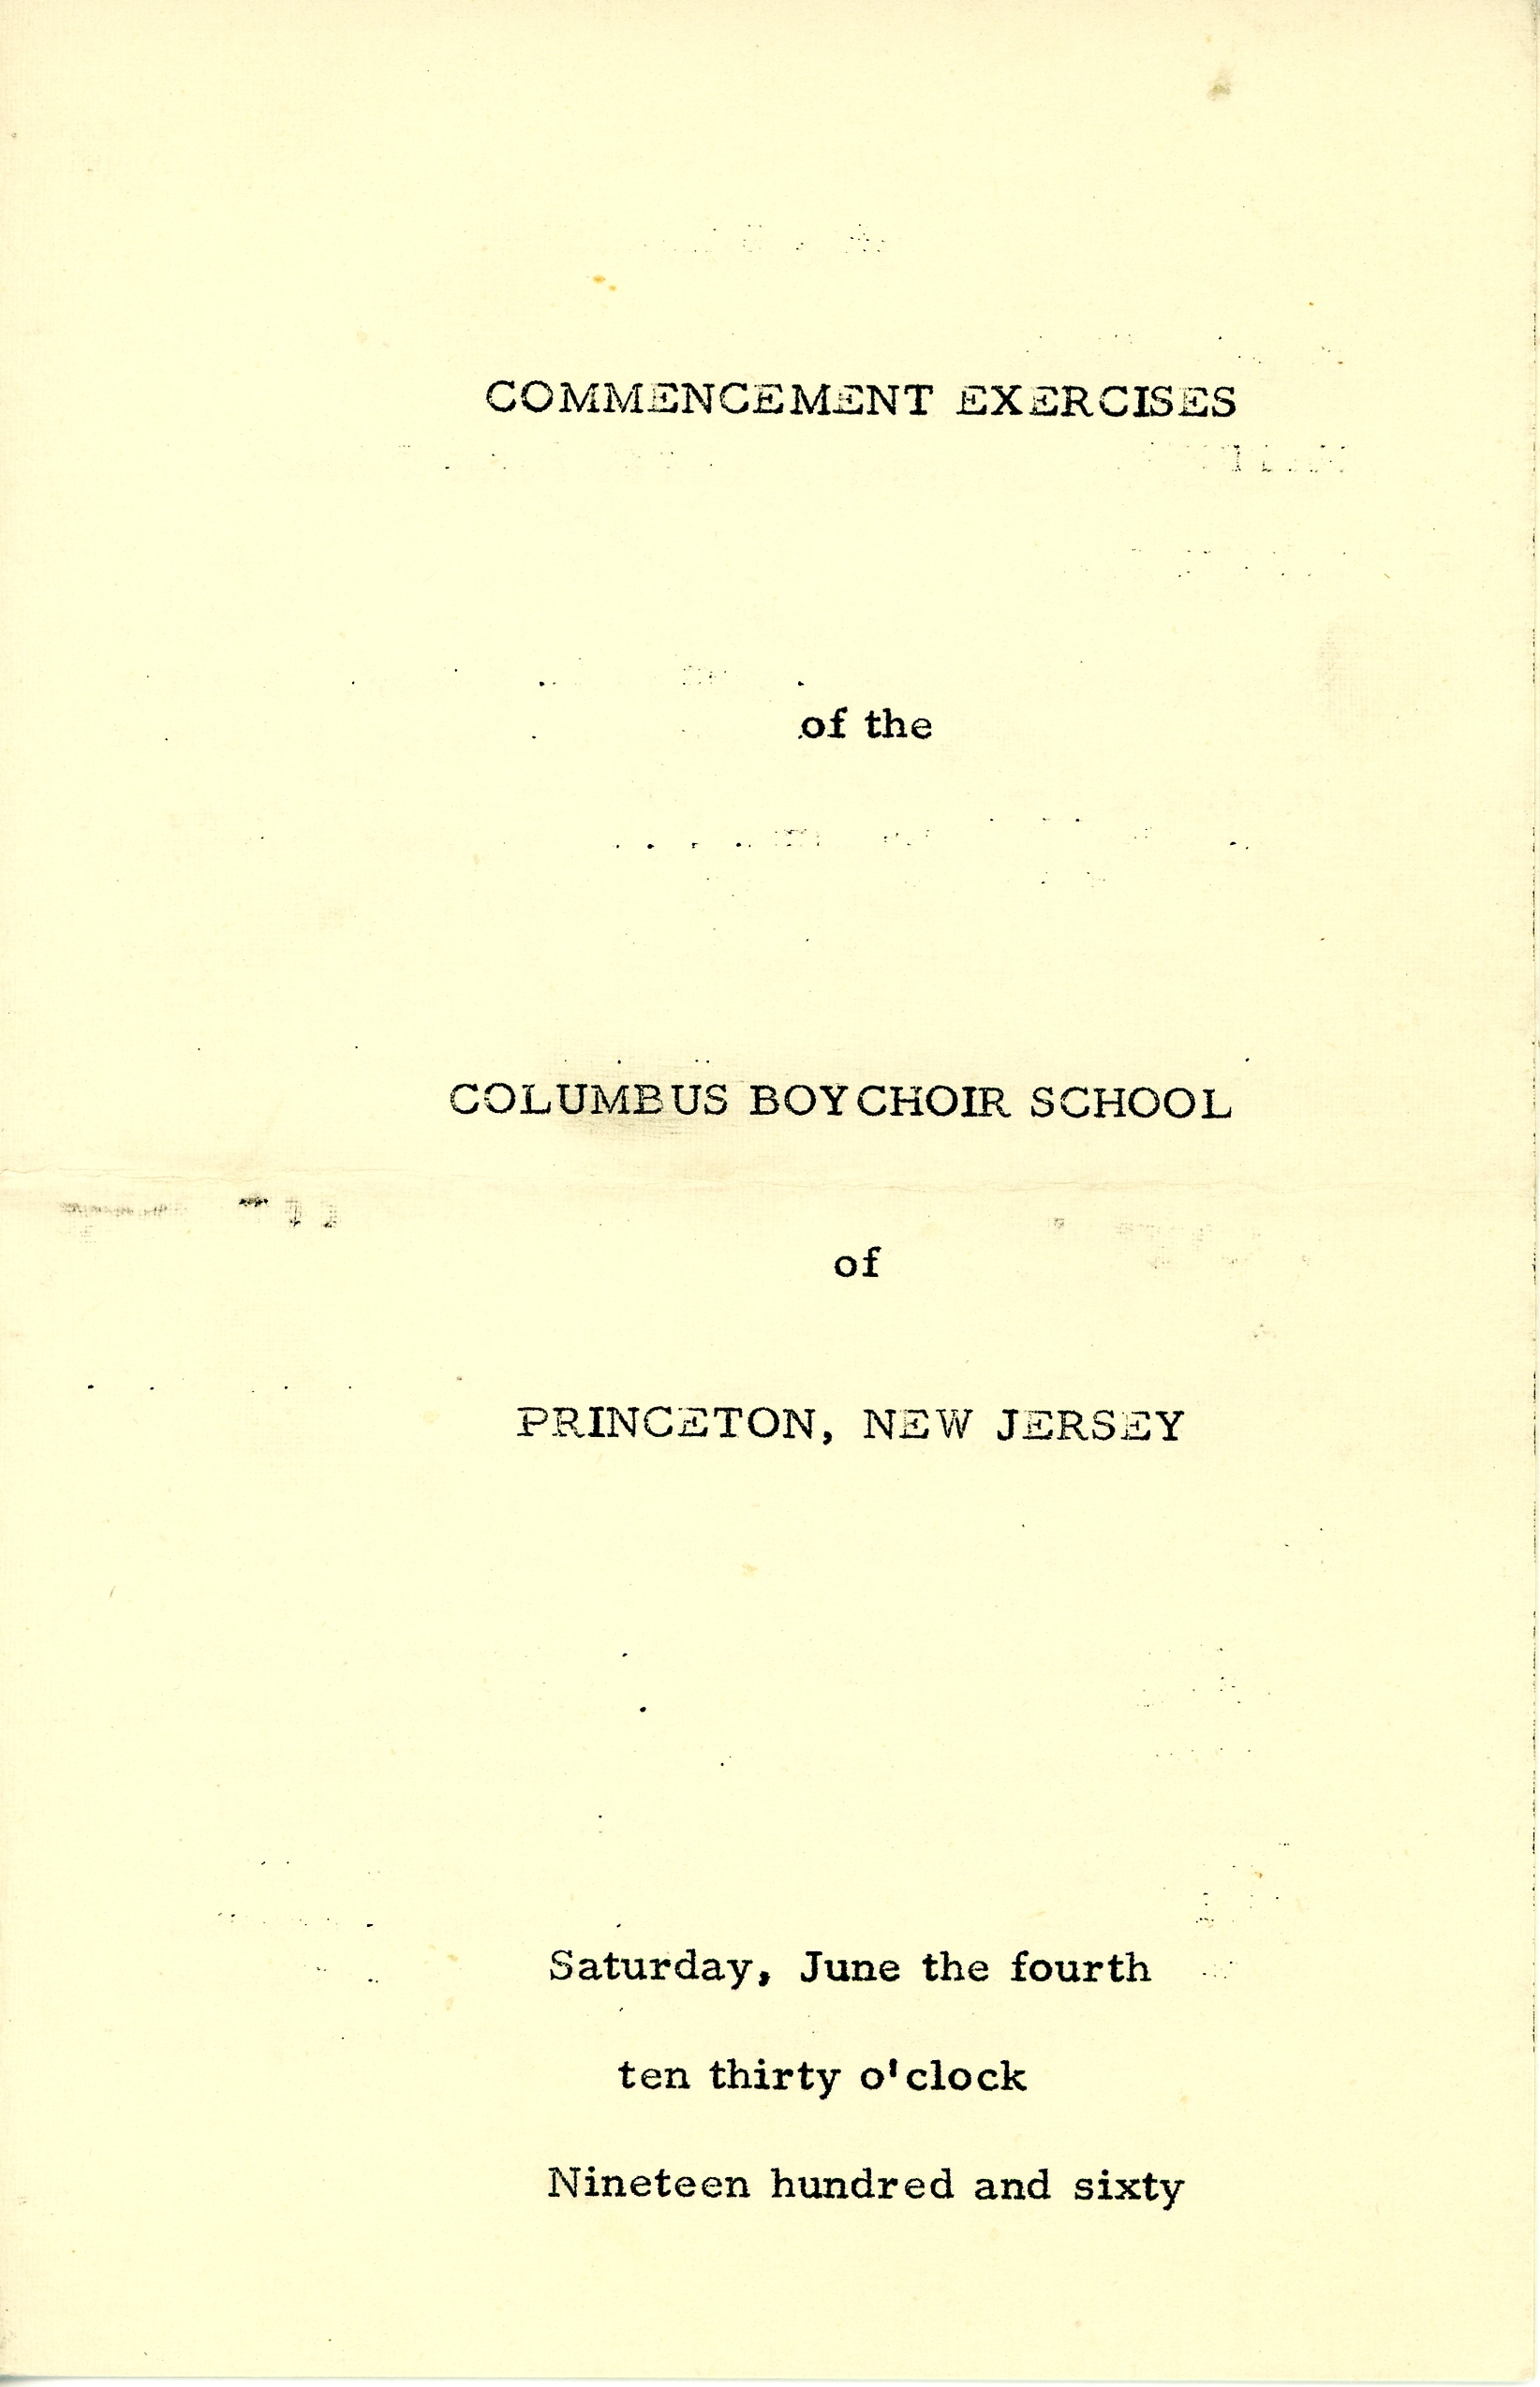 COMMENCEMENT EXERCISES
of the
COLUMBUS BOYCHOIR SCHOOL
of
PRINCETON, NEW JERSEY
Saturday, June the fourth
ten thirty o'clock
Nineteen hundred and sixty